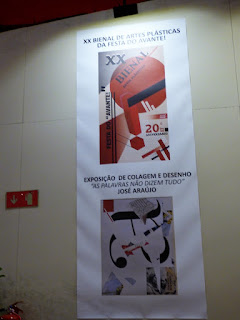 XX BIENAL DE ARTES PLÁSTICAS
DA FESTA DO AVANTE!
XX
BIENAL
FESTA DO "AVANTE!"
20
EXPOSIÇÃO DE COLAGEM E DESENHO
"AS PALAVRAS NÃO DIZEM TUDO"
JOSÉ ARAÚJO